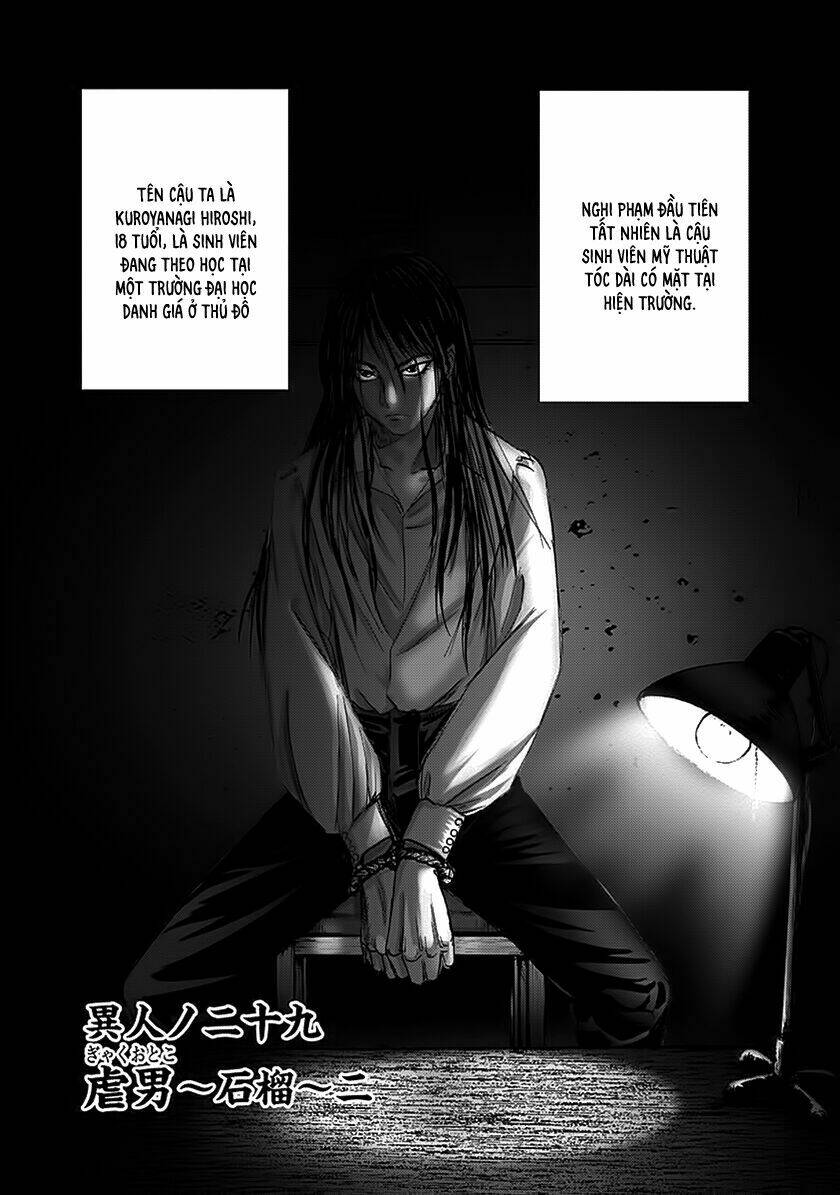 NGHI PHẠM ĐẦU TIÊN
TẤT NHIÊN LÀ CẬU
SINH VIÊN MỸ THUẬT
TÓC DÀI CÓ MẶT TẠI
HIỆN TRƯỜNG.
TÊN CẬU TA LÀ
KUROYANAGI HIROSHI,
18 TUỔI, LÀ SINH VIÊN
ĐANG THEO HỌC TẠI
MỘT TRƯỜNG ĐẠI HỌC
DANH GIÁ Ở THỦ ĐÔ
異人ノ二十九
ぎゃくおとこ
虐男〜石榴〜二